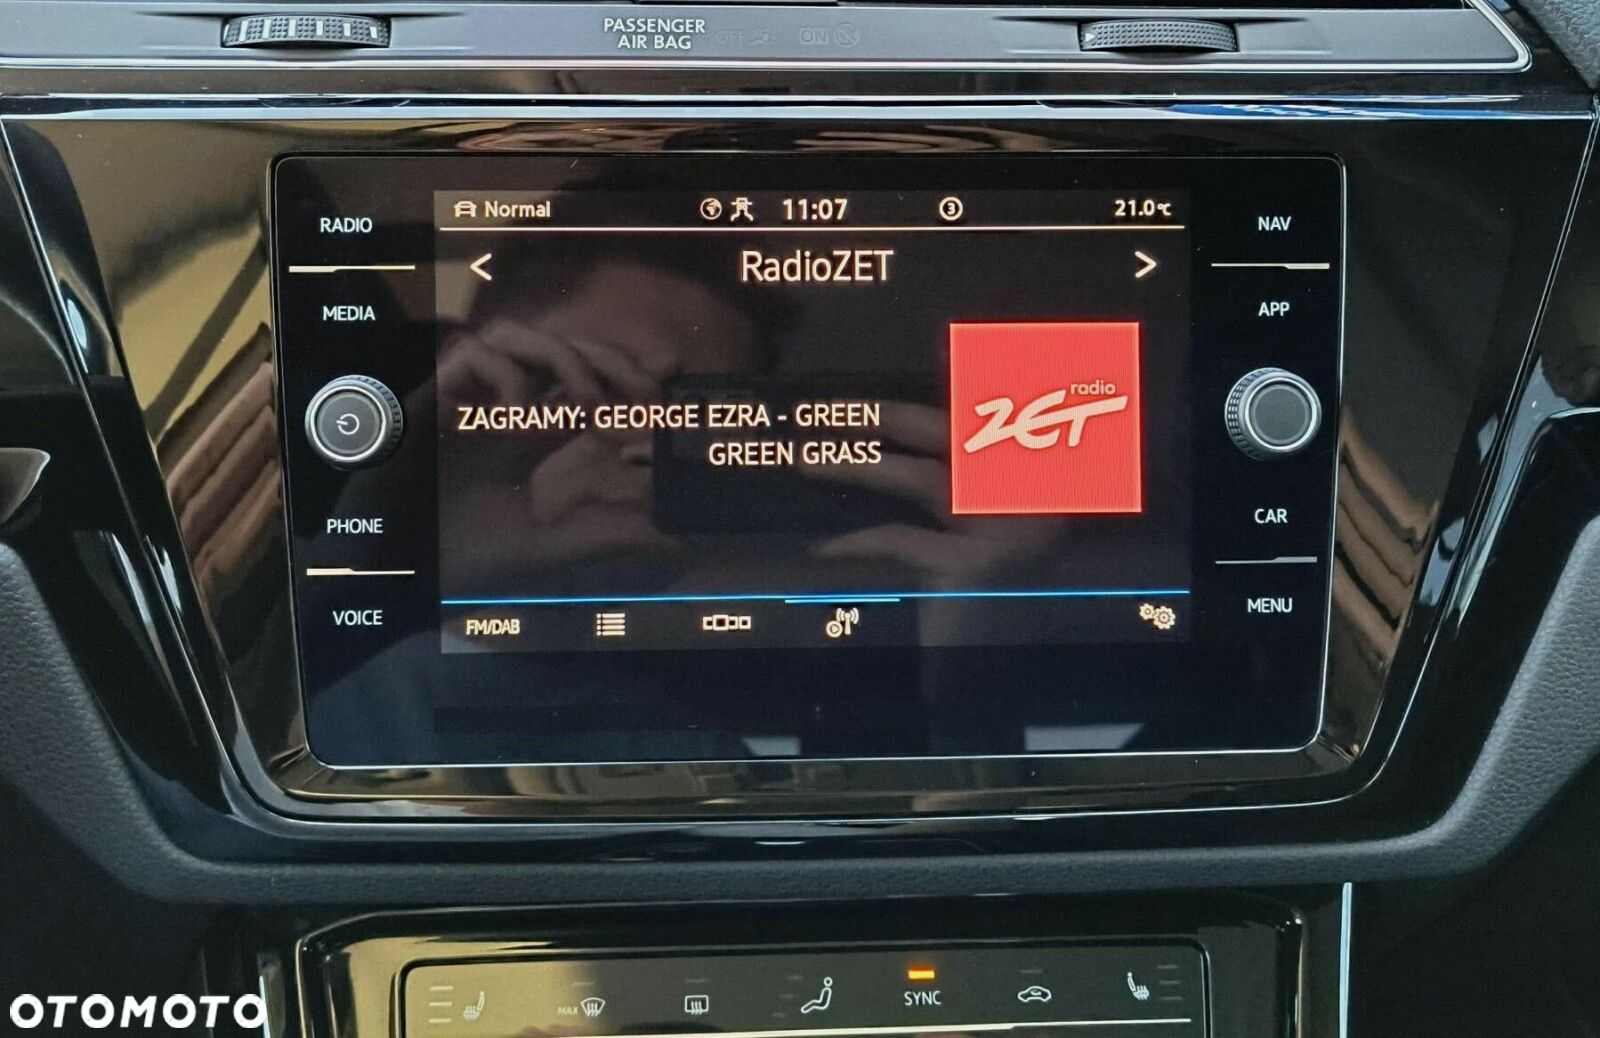 PASSENGER
AIR BAG
OFF
ON
RADIO
MEDIA
PHONE
VOICE
Normal
11:07
3
21.0°C
< RadioZET >
ZAGRAMY: GEORGE EZRA - GREEN
GREEN GRASS
radio
ZET
FM/DAB
NAV
APP
CAR
MENU
MAX
SYNC
OTOMOTO